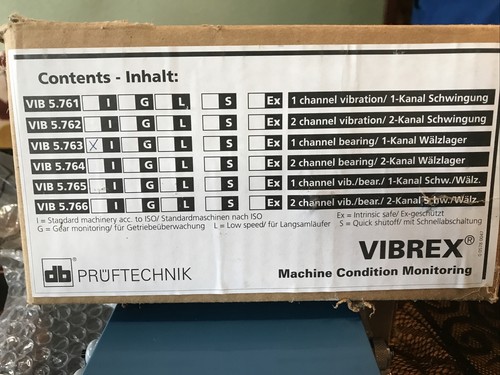 Contents - Inhalt:
VIB 5.761 I G L S Ex 1 channel vibration/ 1-Kanal Schwingung
VIB 5.762 I G L S Ex 2 channel vibration/ 2-Kanal Schwingung
VIB 5.763 X I G L S Ex 1 channel bearing/ 1-Kanal Wälzlager
VIB 5.764 I G L S Ex 2 channel bearing/ 2-Kanal Wälzlager
VIB 5.765 I G L S Ex 1 channel vib./bear./ 1-Kanal Schw./Wälz.
VIB 5.766 I G L S Ex 2 channel vib./bear./ 2-Kanal Schw./Wälz.
I = Standard machinery acc. to ISO/ Standardmaschinen nach ISO Ex = Intrinsic safe/ Ex-geschützt
G = Gear monitoring/ für Getriebeüberwachung L = Low speed/ für Langsamläufer S = Quick shutoff/ mit Schnellabschaltung
db® PRÜFTECHNIK
VIBREX®
Machine Condition Monitoring